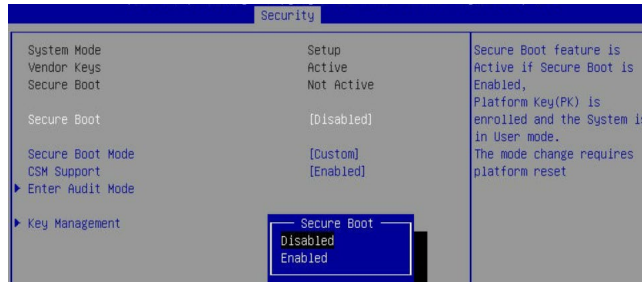 Security
System Mode Setup
Vendor Keys Active
Secure Boot Not Active
Secure Boot [Disabled]
Secure Boot Mode [Custom]
CSM Support [Enabled]
Enter Audit Mode
Key Management
Secure Boot
Disabled
Enabled
Secure Boot feature is
Active if Secure Boot is
Enabled,
Platform Key(PK) is
enrolled and the System is
in User mode.
The mode change requires
platform reset